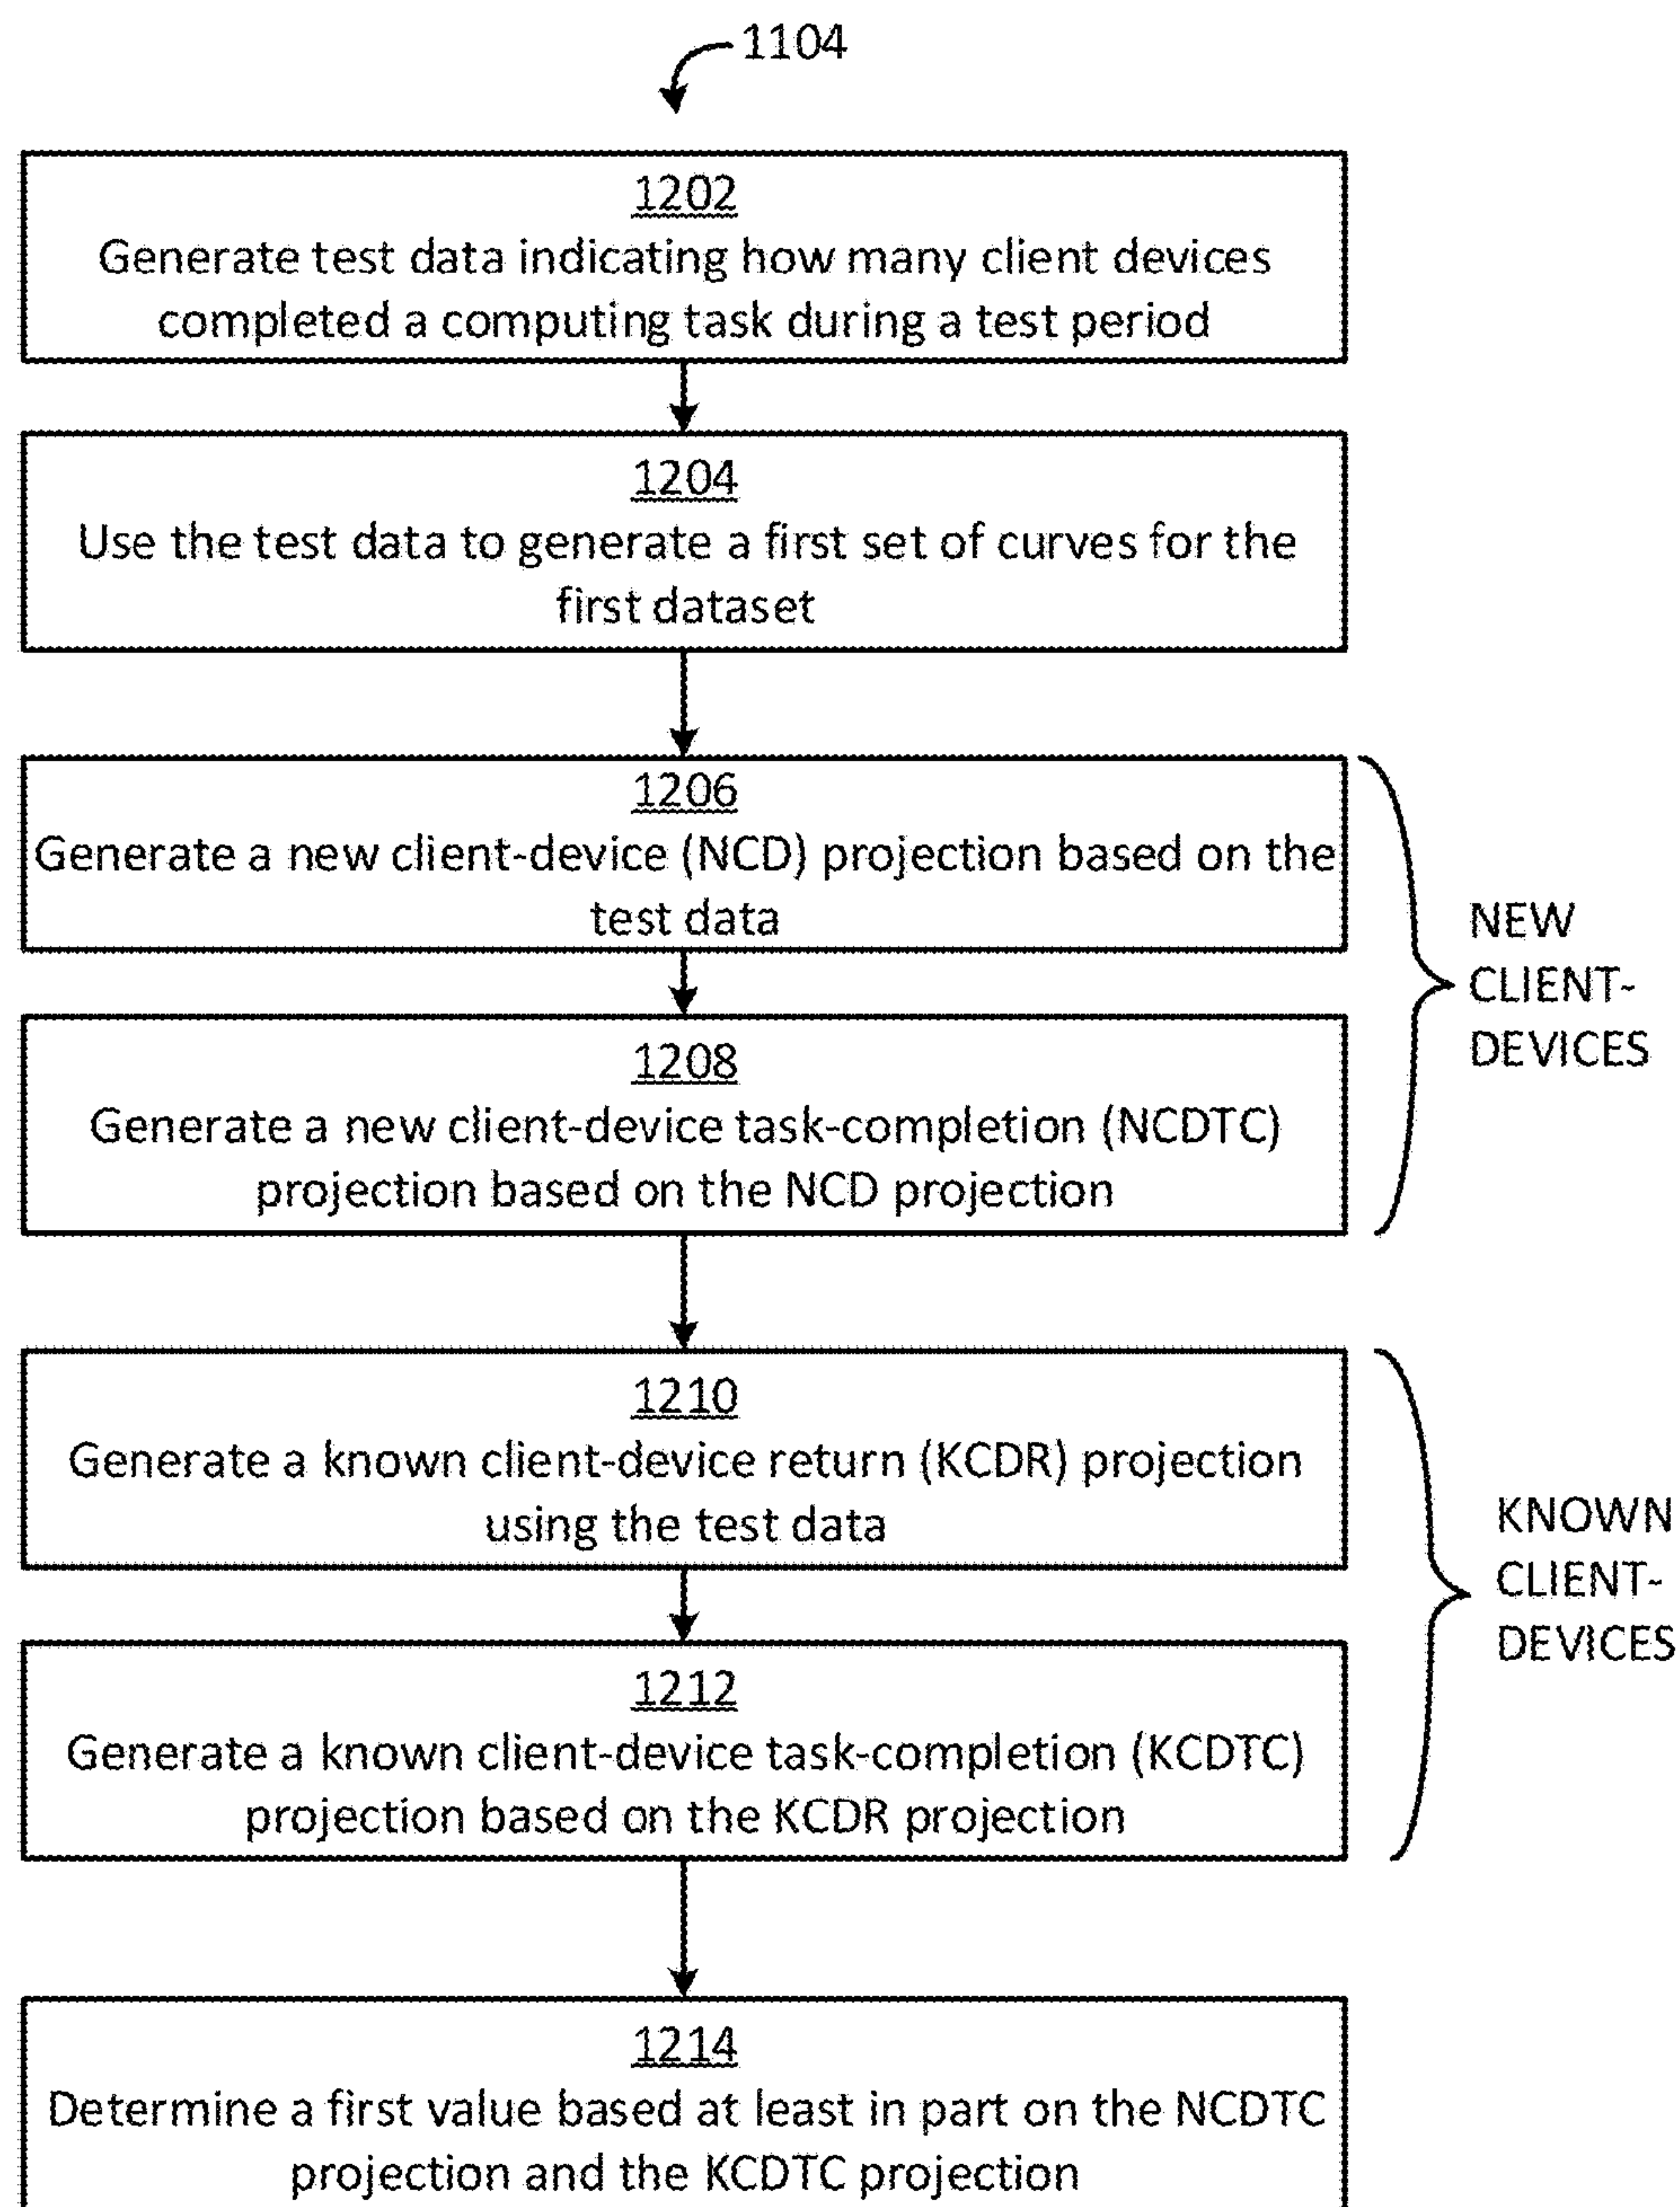 1104
1202
Generate test data indicating how many client devices
completed a computing task during a test period
1204
Use the test data to generate a first set of curves for the
first dataset
1206
Generate a new client-device (NCD) projection based on the
test data
1208
Generate a new client-device task-completion (NCDTC)
projection based on the NCD projection
NEW
CLIENT-
DEVICES
1210
Generate a known client-device return (KCDR) projection
using the test data
1212
Generate a known client-device task-completion (KCDTC)
projection based on the KCDR projection
KNOWN
CLIENT-
DEVICES
1214
Determine a first value based at least in part on the NCDTC
projection and the KCDTC projection